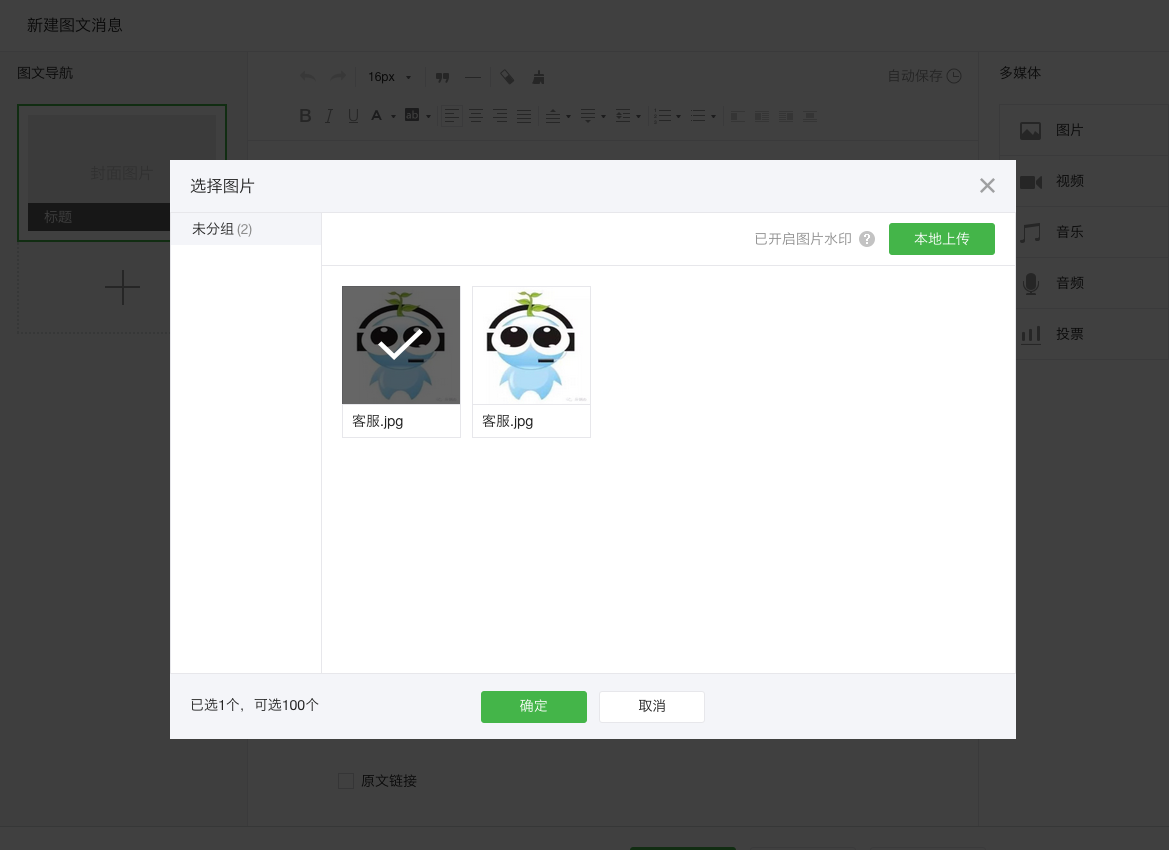 新建图文消息
图文导航
16px
自动保存
多媒体
B I U A ab
封面图片
标题
图片
视频
音乐
音频
投票
选择图片
未分组 (2)
已开启图片水印 ?
本地上传
客服.jpg
客服.jpg
已选1个，可选100个
确定
取消
原文链接